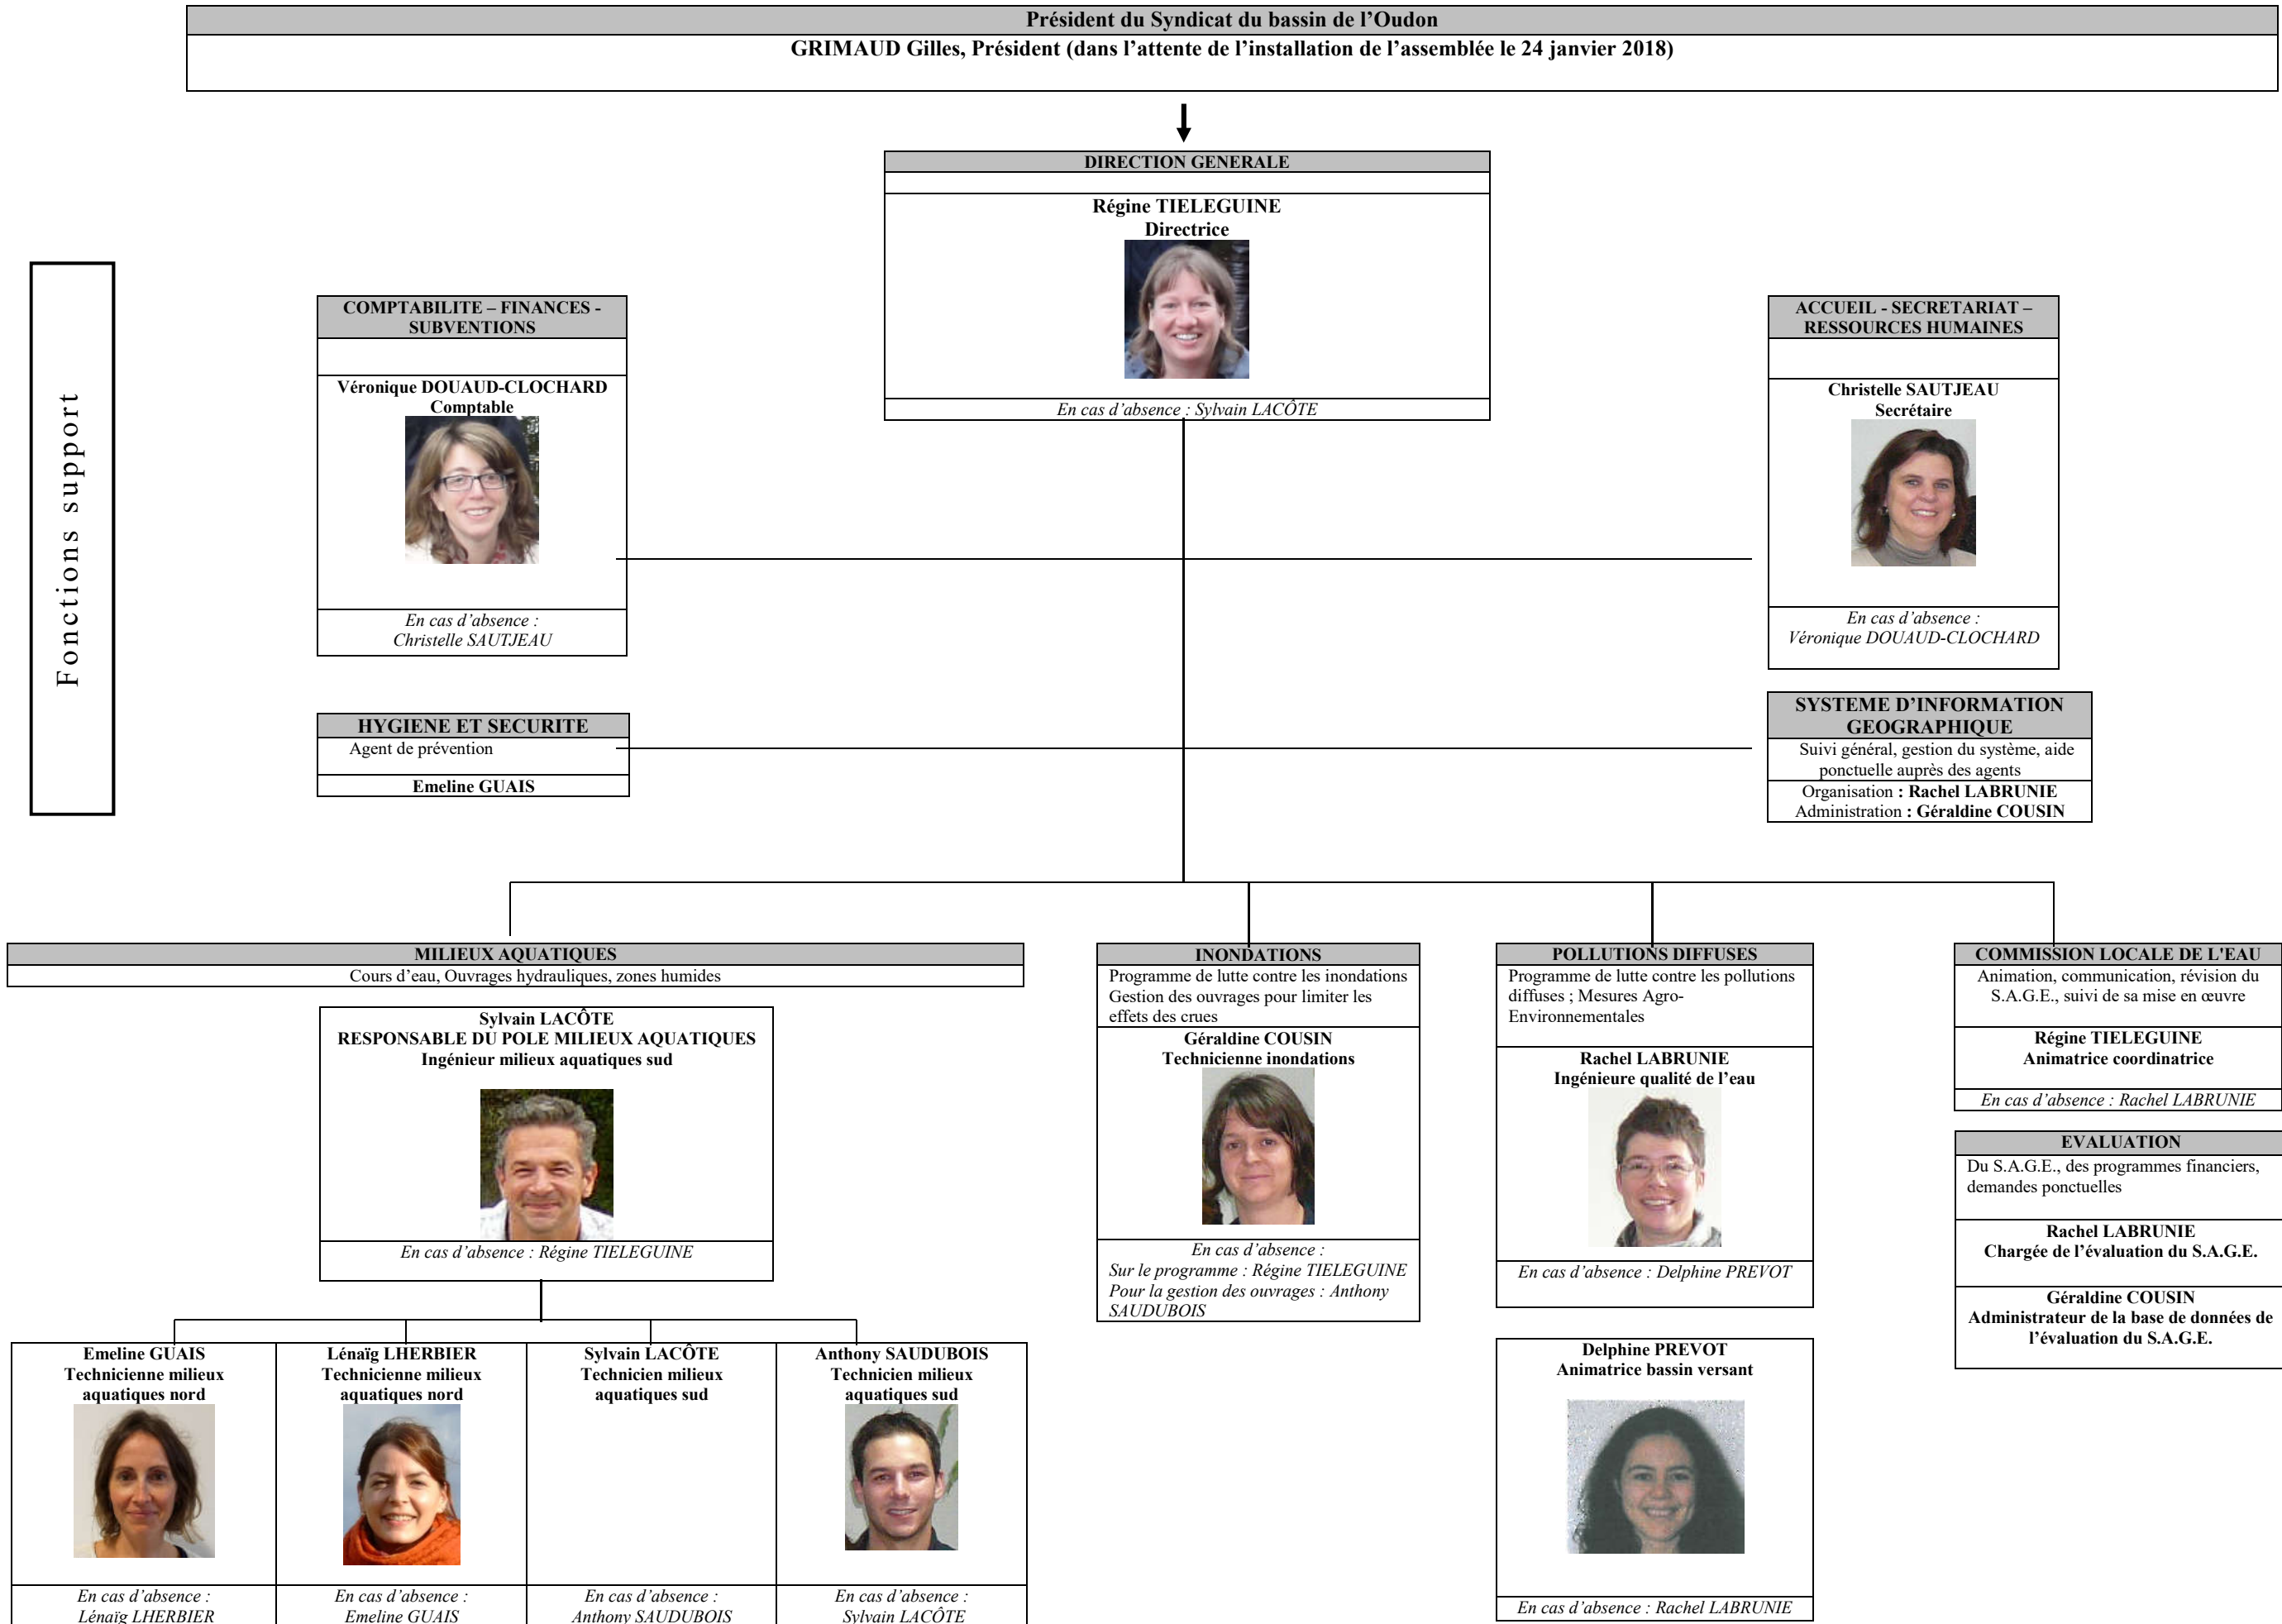 Président du Syndicat du bassin de l’Oudon
GRIMAUD Gilles, Président (dans l’attente de l’installation de l’assemblée le 24 janvier 2018)
DIRECTION GENERALE
Régine TIELEGUINE
Directrice
En cas d’absence : Sylvain LACÔTE
Fonctions support
COMPTABILITE – FINANCES -
SUBVENTIONS
Véronique DOUAUD-CLOCHARD
Comptable
En cas d’absence :
Christelle SAUTJEAU
ACCUEIL - SECRETARIAT –
RESSOURCES HUMAINES
Christelle SAUTJEAU
Secrétaire
En cas d’absence :
Véronique DOUAUD-CLOCHARD
HYGIENE ET SECURITE
Agent de prévention
Emeline GUAIS
SYSTEME D’INFORMATION
GEOGRAPHIQUE
Suivi général, gestion du système, aide
ponctuelle auprès des agents
Organisation : Rachel LABRUNIE
Administration : Géraldine COUSIN
MILIEUX AQUATIQUES
Cours d’eau, Ouvrages hydrauliques, zones humides
Sylvain LACÔTE
RESPONSABLE DU POLE MILIEUX AQUATIQUES
Ingénieur milieux aquatiques sud
En cas d’absence : Régine TIELEGUINE
Emeline GUAIS
Technicienne milieux
aquatiques nord
En cas d’absence :
Lénaïg LHERBIER
Lénaïg LHERBIER
Technicienne milieux
aquatiques nord
En cas d’absence :
Emeline GUAIS
Sylvain LACÔTE
Technicien milieux
aquatiques sud
En cas d’absence :
Anthony SAUDUBOIS
Anthony SAUDUBOIS
Technicien milieux
aquatiques sud
En cas d’absence :
Sylvain LACÔTE
INONDATIONS
Programme de lutte contre les inondations
Gestion des ouvrages pour limiter les
effets des crues
Géraldine COUSIN
Technicienne inondations
En cas d’absence :
Sur le programme : Régine TIELEGUINE
Pour la gestion des ouvrages : Anthony
SAUDUBOIS
POLLUTIONS DIFFUSES
Programme de lutte contre les pollutions
diffuses ; Mesures Agro-
Environnementales
Rachel LABRUNIE
Ingénieure qualité de l’eau
En cas d’absence : Delphine PREVOT
Delphine PREVOT
Animatrice bassin versant
En cas d’absence : Rachel LABRUNIE
COMMISSION LOCALE DE L'EAU
Animation, communication, révision du
S.A.G.E., suivi de sa mise en œuvre
Régine TIELEGUINE
Animatrice coordinatrice
En cas d’absence : Rachel LABRUNIE
EVALUATION
Du S.A.G.E., des programmes financiers,
demandes ponctuelles
Rachel LABRUNIE
Chargée de l’évaluation du S.A.G.E.
Géraldine COUSIN
Administrateur de la base de données de
l’évaluation du S.A.G.E.